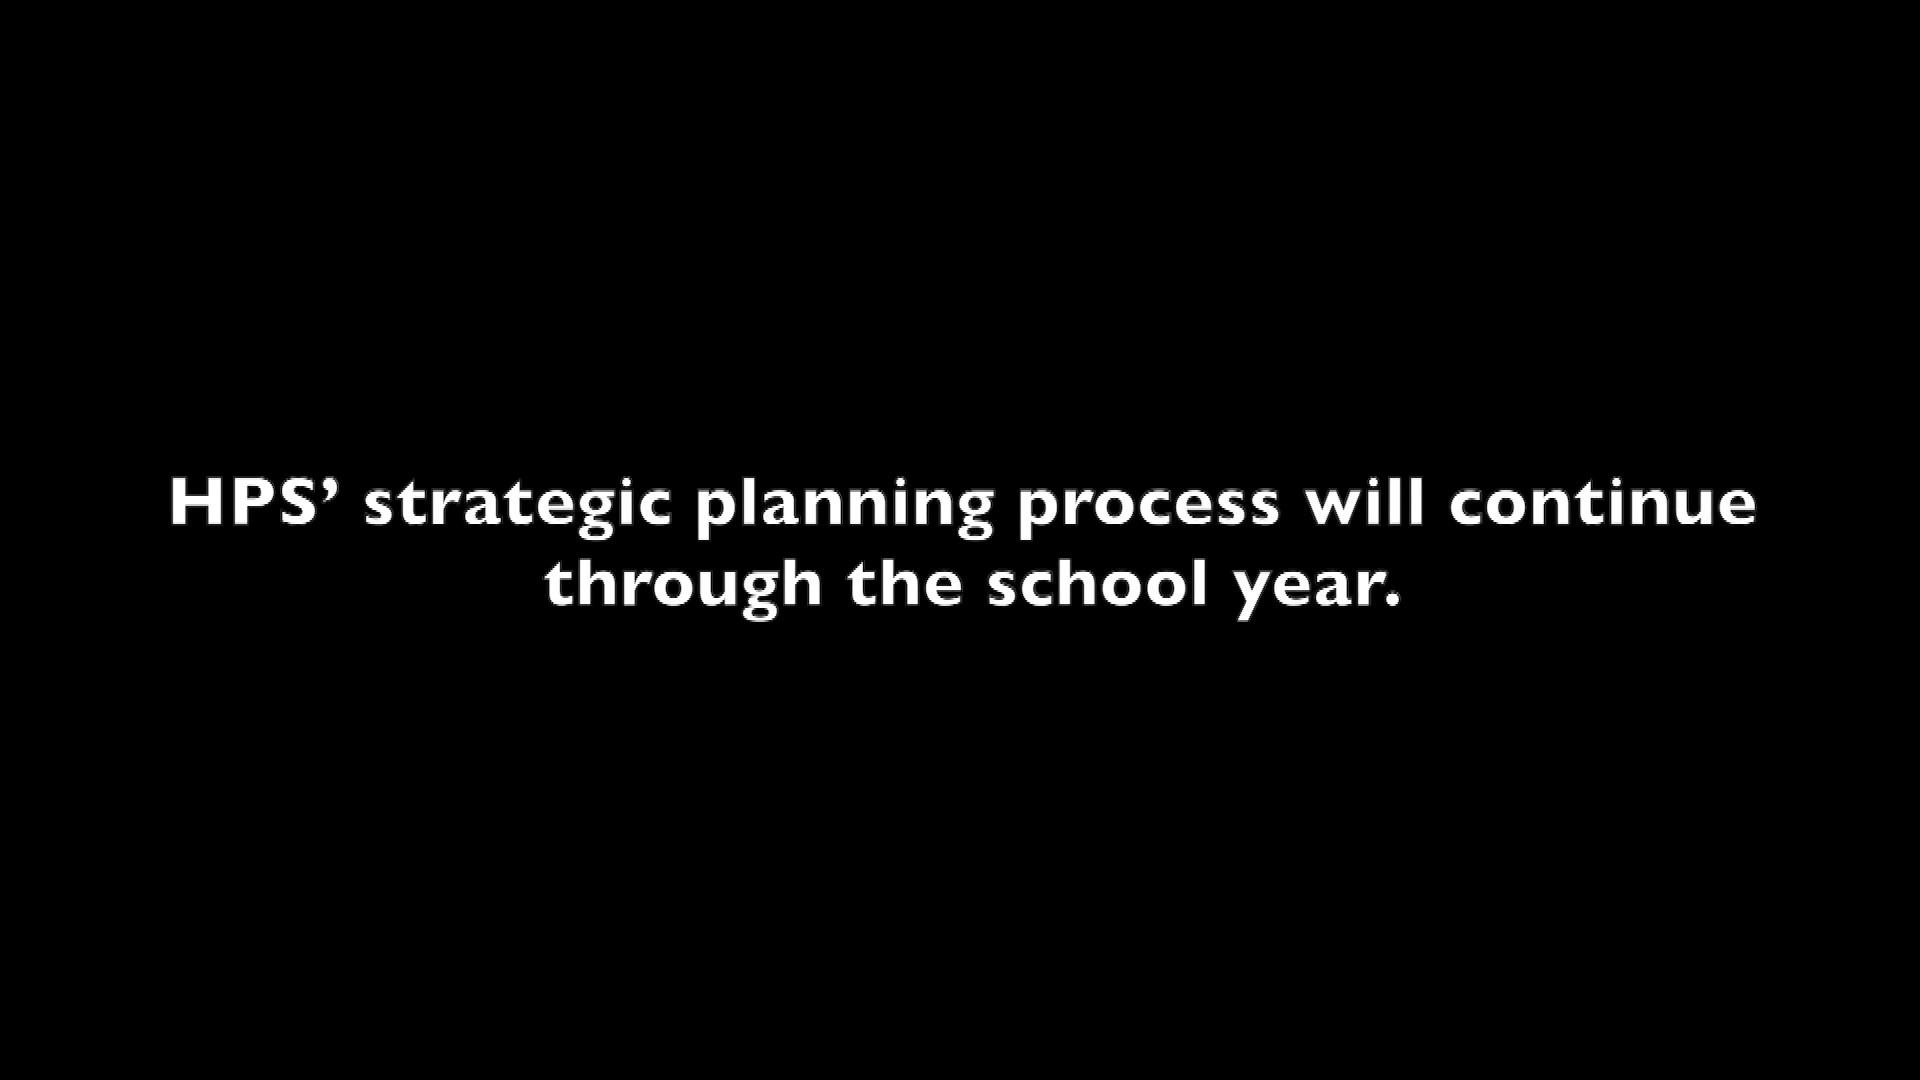 HPS’ strategic planning process will continue
through the school year.